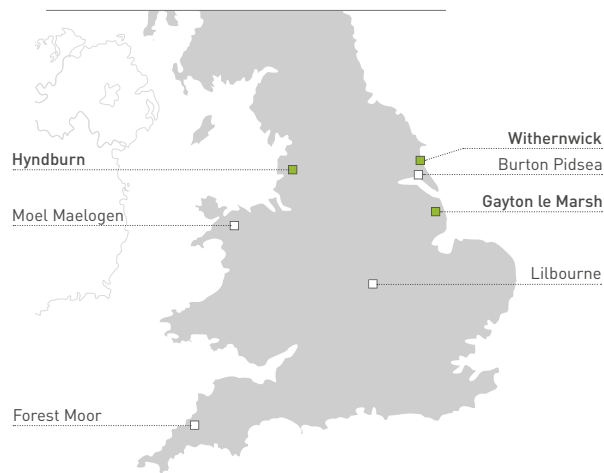 Withernwick
Hyndburn
Burton Pidsea
Gayton le Marsh
Moel Maelogen
Lilbourne
Forest Moor